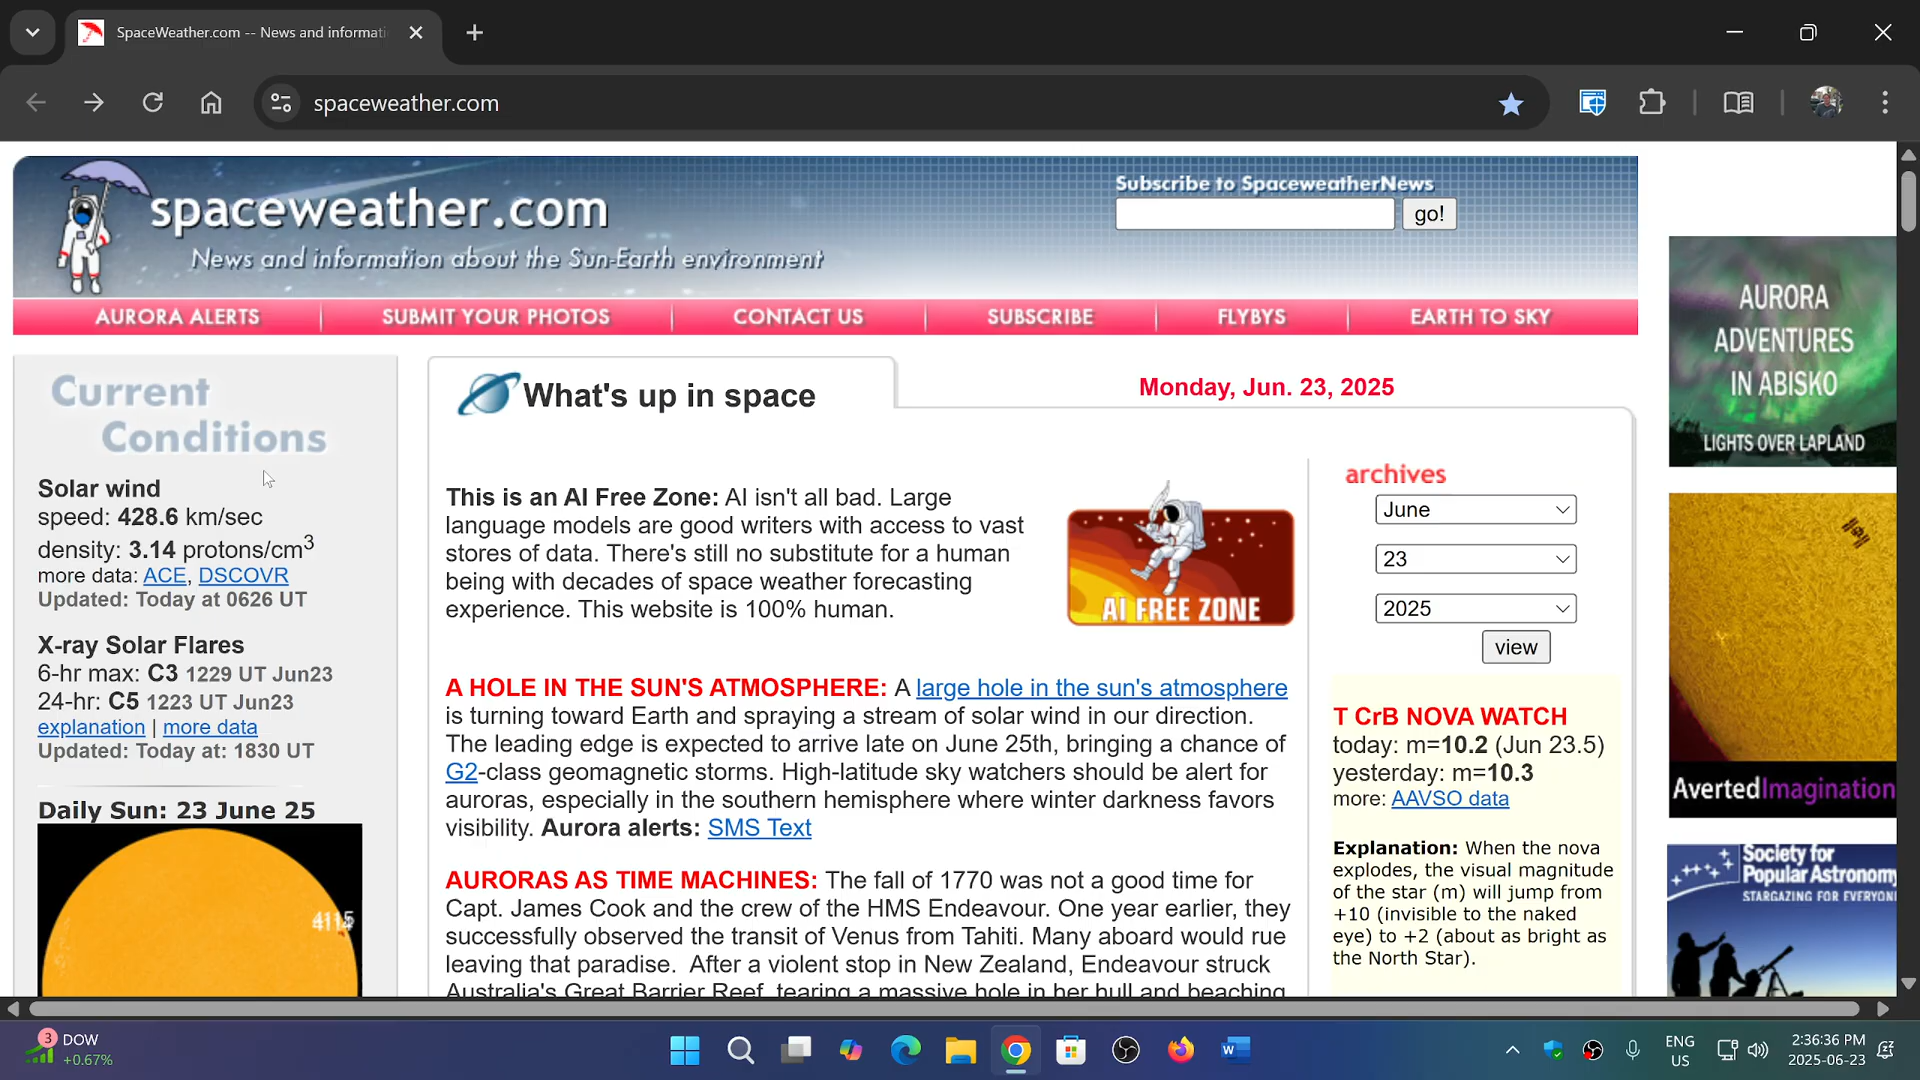 SpaceWeather.com -- News and informati
spaceweather.com
spaceweather.com
News and information about the Sun-Earth environment
Subscribe to SpaceweatherNews
go!
AURORA ALERTS
SUBMIT YOUR PHOTOS
CONTACT US
SUBSCRIBE
FLYBYS
EARTH TO SKY
Current
Conditions
Solar wind
speed: 428.6 km/sec
density: 3.14 protons/cm3
more data: ACE, DSCOVR
Updated: Today at 0626 UT
X-ray Solar Flares
6-hr max: C3 1229 UT Jun23
24-hr: C5 1223 UT Jun23
explanation | more data
Updated: Today at: 1830 UT
Daily Sun: 23 June 25
4115
What's up in space
Monday, Jun. 23, 2025
This is an AI Free Zone: AI isn't all bad. Large
language models are good writers with access to vast
stores of data. There's still no substitute for a human
being with decades of space weather forecasting
experience. This website is 100% human.
AI FREE ZONE
A HOLE IN THE SUN'S ATMOSPHERE: A large hole in the sun's atmosphere
is turning toward Earth and spraying a stream of solar wind in our direction.
The leading edge is expected to arrive late on June 25th, bringing a chance of
G2-class geomagnetic storms. High-latitude sky watchers should be alert for
auroras, especially in the southern hemisphere where winter darkness favors
visibility. Aurora alerts: SMS Text
AURORAS AS TIME MACHINES: The fall of 1770 was not a good time for
Capt. James Cook and the crew of the HMS Endeavour. One year earlier, they
successfully observed the transit of Venus from Tahiti. Many aboard would rue
leaving that paradise.  After a violent stop in New Zealand, Endeavour struck
Australia's Great Barrier Reef, tearing a massive hole in her hull and beaching
archives
June
23
2025
view
T CrB NOVA WATCH
today: m=10.2 (Jun 23.5)
yesterday: m=10.3
more: AAVSO data
Explanation: When the nova
explodes, the visual magnitude
of the star (m) will jump from
+10 (invisible to the naked
eye) to +2 (about as bright as
the North Star).
AURORA
ADVENTURES
IN ABISKO
LIGHTS OVER LAPLAND
AvertedImagination
Society for
Popular Astronomy
STARGAZING FOR EVERYON
3
DOW
+0.67%
ENG
US
2:36:36 PM
2025-06-23